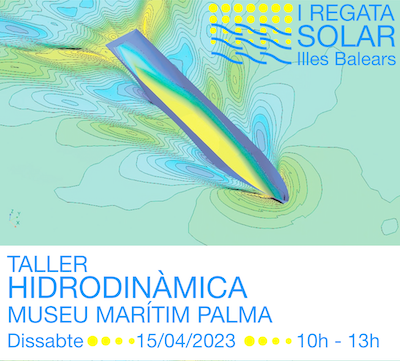 I REGATA
SOLAR
Illes Balears
TALLER
HIDRODINÀMICA
MUSEU MARÍTIM PALMA
Dissabte 15/04/2023 10h - 13h